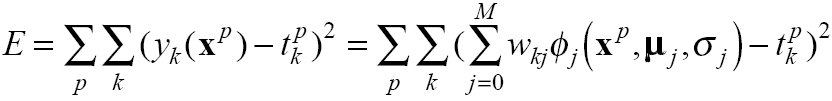 E = ∑_p ∑_k (y_k(𝐱^p) − t_k^p)^2 = ∑_p ∑_k (∑_{j=0}^M w_{kj} ϕ_j(𝐱^p, 𝛍_j, σ_j) − t_k^p)^2